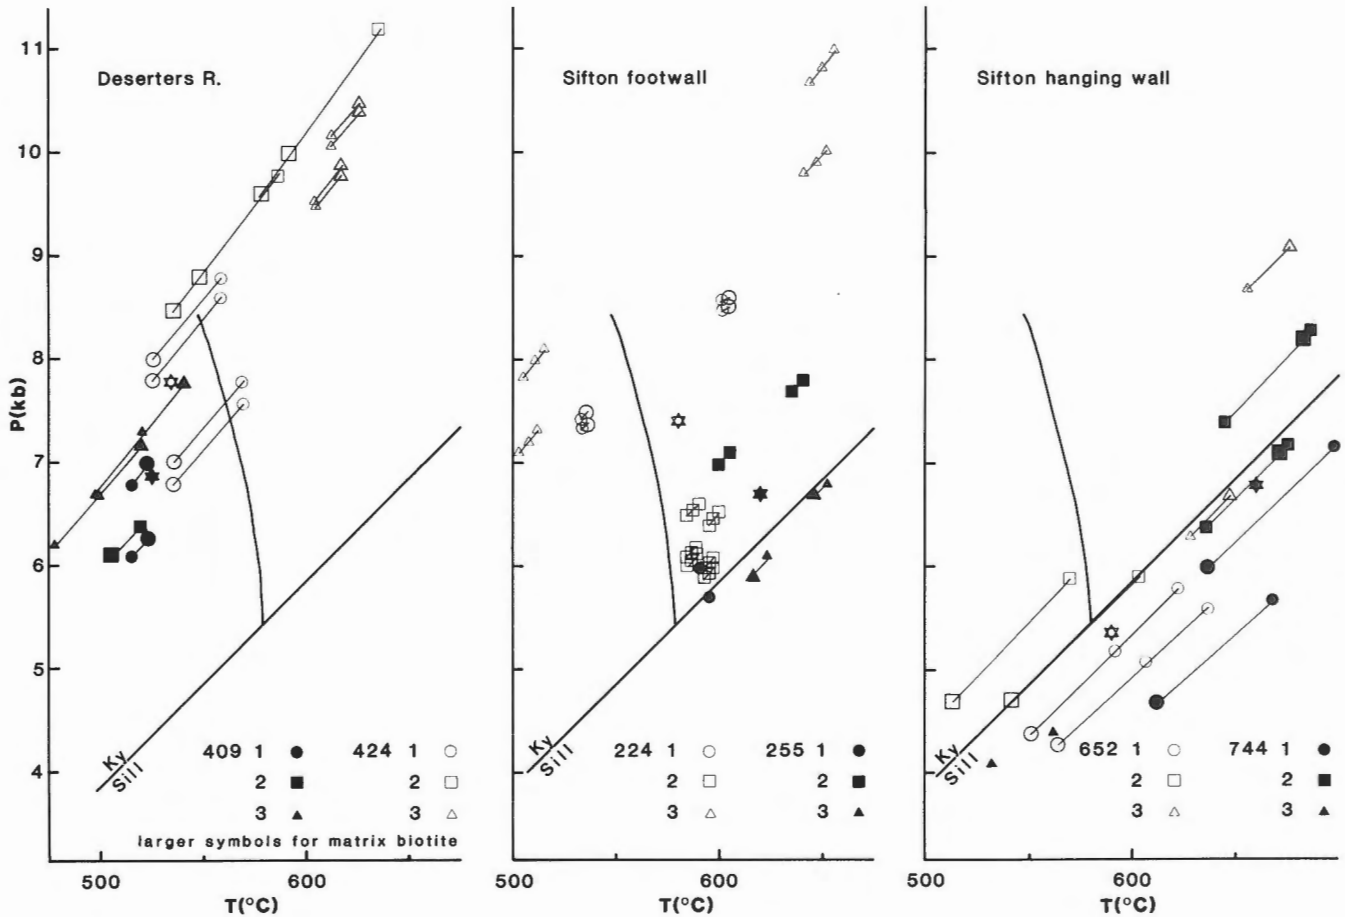 Deserters R.
Sifton footwall
Sifton hanging wall
11
10
9
8
7
6
5
4
P(kb)
Ky
Sill
Ky
Sill
Ky
Sill
409 1 424 1
2 2
3 3
larger symbols for matrix biotite
224 1 255 1
2 2
3 3
652 1 744 1
2 2
3 3
500 600
500 600
500 600
T(°C)
T(°C)
T(°C)